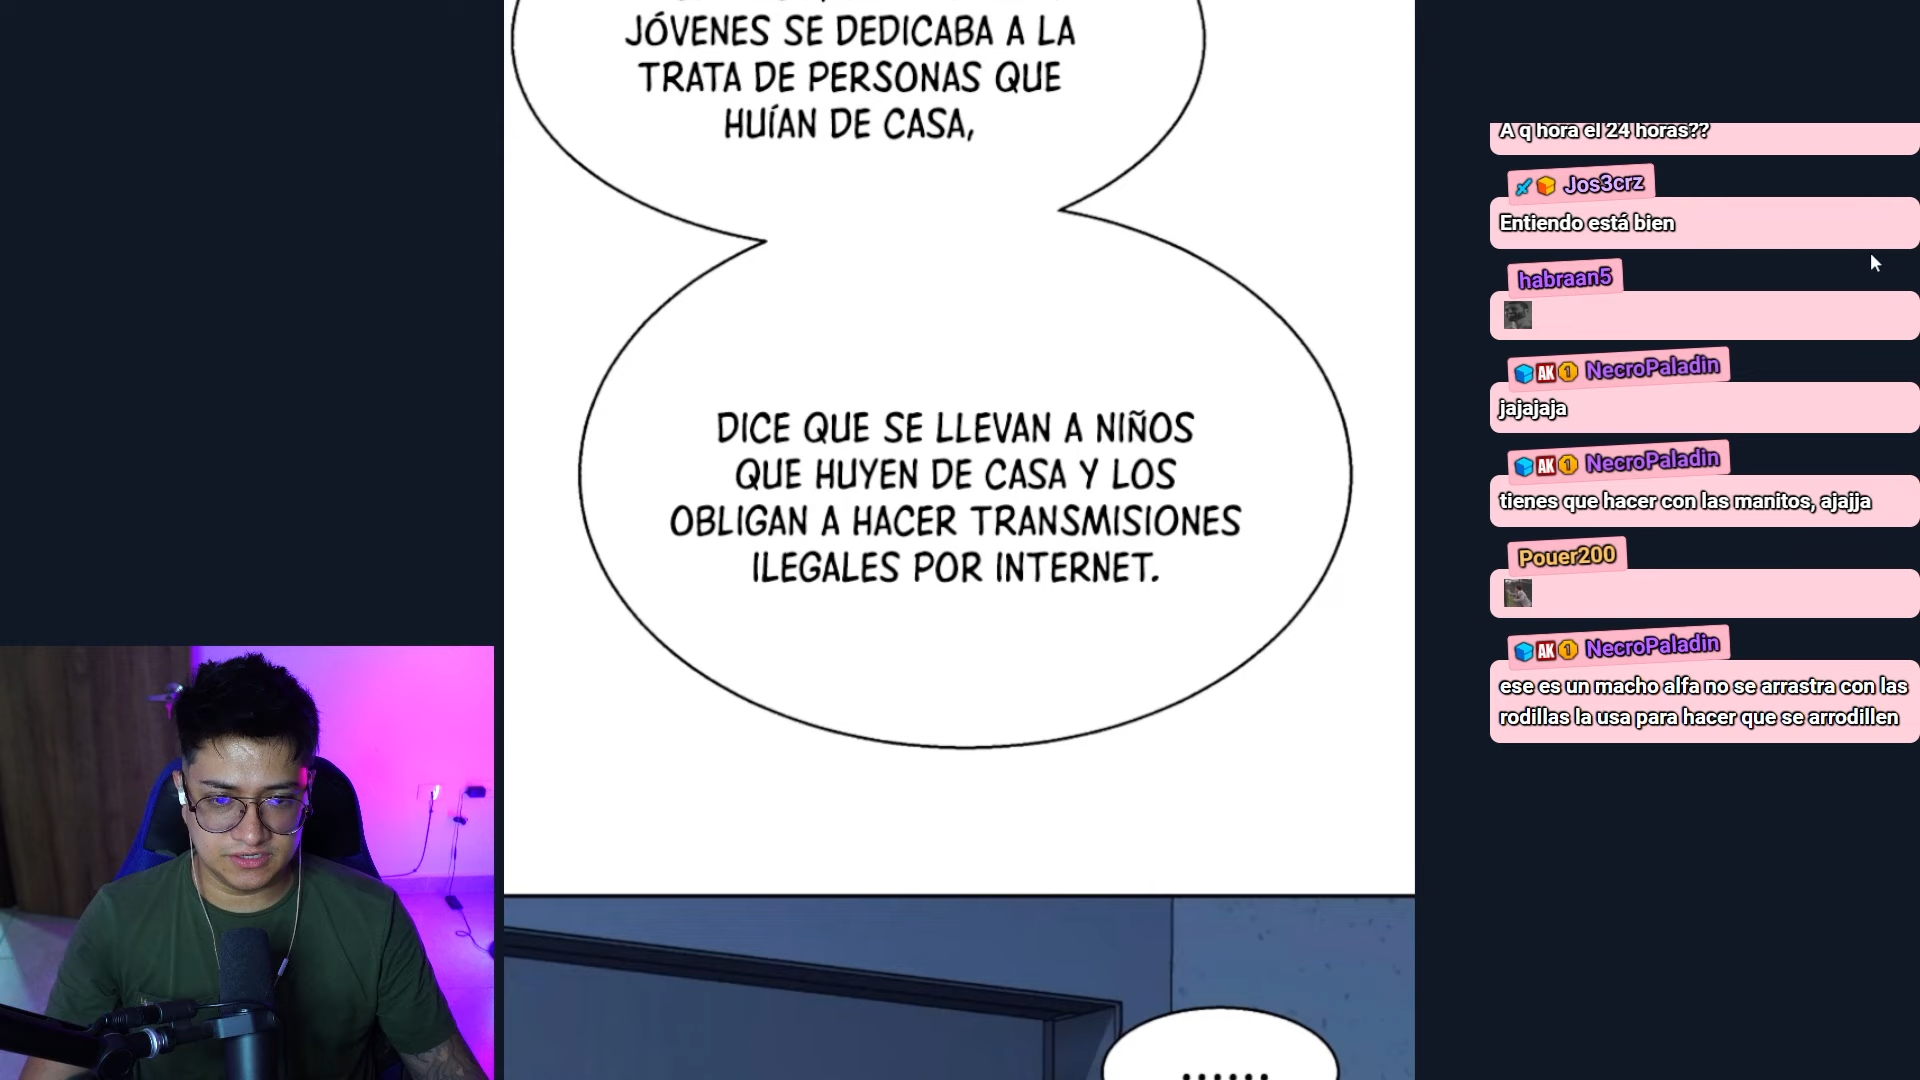 JÓVENES SE DEDICABA A LA
TRATA DE PERSONAS QUE
HUÍAN DE CASA,
DICE QUE SE LLEVAN A NIÑOS
QUE HUYEN DE CASA Y LOS
OBLIGAN A HACER TRANSMISIONES
ILEGALES POR INTERNET.
......
A q hora el 24 horas??
Jos3crz
Entiendo está bien
habraan5
AK 1 NecroPaladin
jajajaja
AK 1 NecroPaladin
tienes que hacer con las manitos, ajajja
Pouer200
AK 1 NecroPaladin
ese es un macho alfa no se arrastra con las
rodillas la usa para hacer que se arrodillen